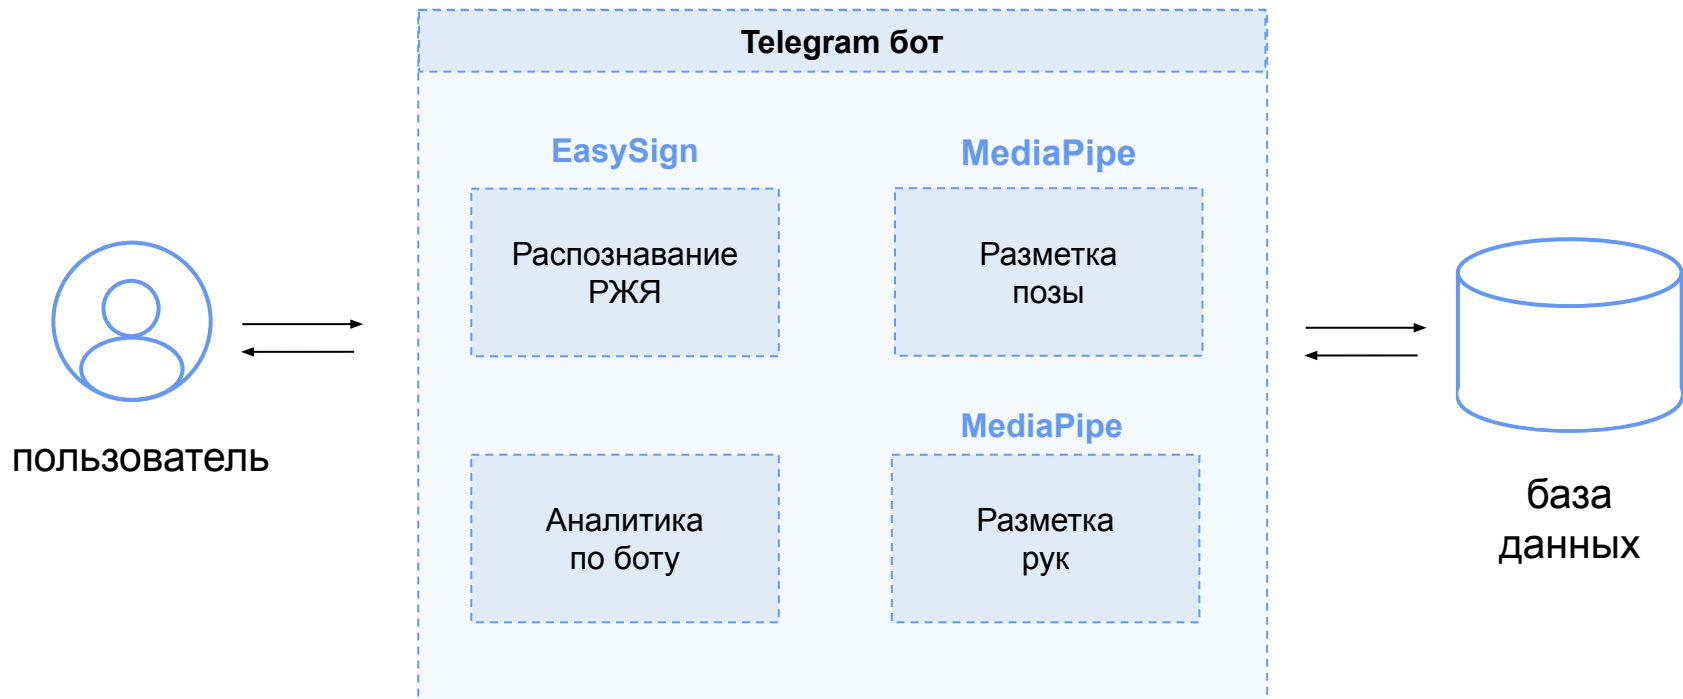 Telegram бот
EasySign
MediaPipe
Распознавание
РЖЯ
Разметка
позы
пользователь
MediaPipe
Аналитика
по боту
Разметка
рук
база
данных